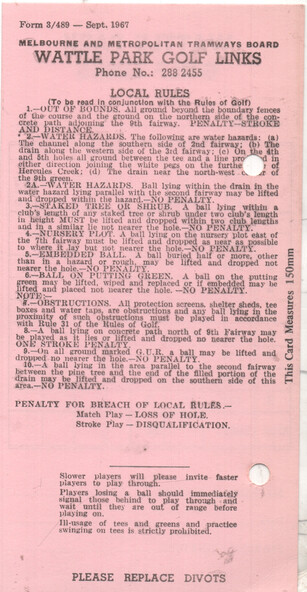 Form 3/489 — Sept. 1967
MELBOURNE AND METROPOLITAN TRAMWAYS BOARD
WATTLE PARK GOLF LINKS
Phone No.: 288 2455
LOCAL RULES
(To be read in conjunction with the Rules of Golf)
1.—OUT OF BOUNDS. All ground beyond the boundary fences
of the course and the ground on the northern side of the con-
crete path adjoining the 9th fairway. PENALTY—STROKE
AND DISTANCE.
2.—WATER HAZARDS. The following are water hazards: (a)
The channel along the southern side of 2nd fairway; (b) The
drain along the western side of the 3rd fairway; (c) On the 4th
and 5th holes all ground between the tee and a line in
either direction joining the white pegs on the further of
Hercules Creek; (d) The drain near the north-west of
the 9th green.
2A.—WATER HAZARDS. Ball lying within the drain in the
water hazard lying parallel with the second fairway may be lifted
and dropped within the hazard.—NO PENALTY.
3.—STAKED TREE OR SHRUB. A ball lying within a
club's length of any staked tree or shrub under two club's length
in height MUST be lifted and dropped within two club lengths
and in a similar lie not nearer the hole.—NO PENALTY.
4.—NURSERY PLOT. A ball lying on the nursery plot east of
the 7th fairway must be lifted and dropped as near as possible
to where it lay but not nearer the hole.—NO PENALTY.
5.—EMBEDDED BALL. A ball buried half or more, other
than in a hazard or rough, may be lifted and dropped not
nearer the hole.—NO PENALTY.
6.—BALL ON PUTTING GREEN. A ball on the putting
green may be lifted, wiped and replaced or if embedded may be
lifted and placed not nearer the hole.—NO PENALTY.
NOTE:—
7.—OBSTRUCTIONS. All protection screens, shelter sheds, tee
boxes and water taps, are obstructions and any ball lying in the
proximity of such obstructions must be played in accordance
with Rule 31 of the Rules of Golf.
8.—A ball lying on concrete path north of 9th Fairway may
be played as it lies or lifted and dropped no nearer the hole.
ONE STROKE PENALTY.
9.—On all ground marked G.U.R. a ball may be lifted and
dropped no nearer the hole.—NO PENALTY.
10.—A ball lying in the area parallel to the second fairway
between the pine tree and the end of the filled portion of the
drain may be lifted and dropped on the southern side of this
area.—NO PENALTY.
PENALTY FOR BREACH OF LOCAL RULES.—
Match Play — LOSS OF HOLE.
Stroke Play — DISQUALIFICATION.
Slower players will please invite faster
players to play through.
Players losing a ball should immediately
signal those behind to play through and
wait until they are out of range before
playing on.
Ill-usage of tees and greens and practice
swinging on tees is strictly prohibited.
PLEASE REPLACE DIVOTS
This Card Measures 150mm